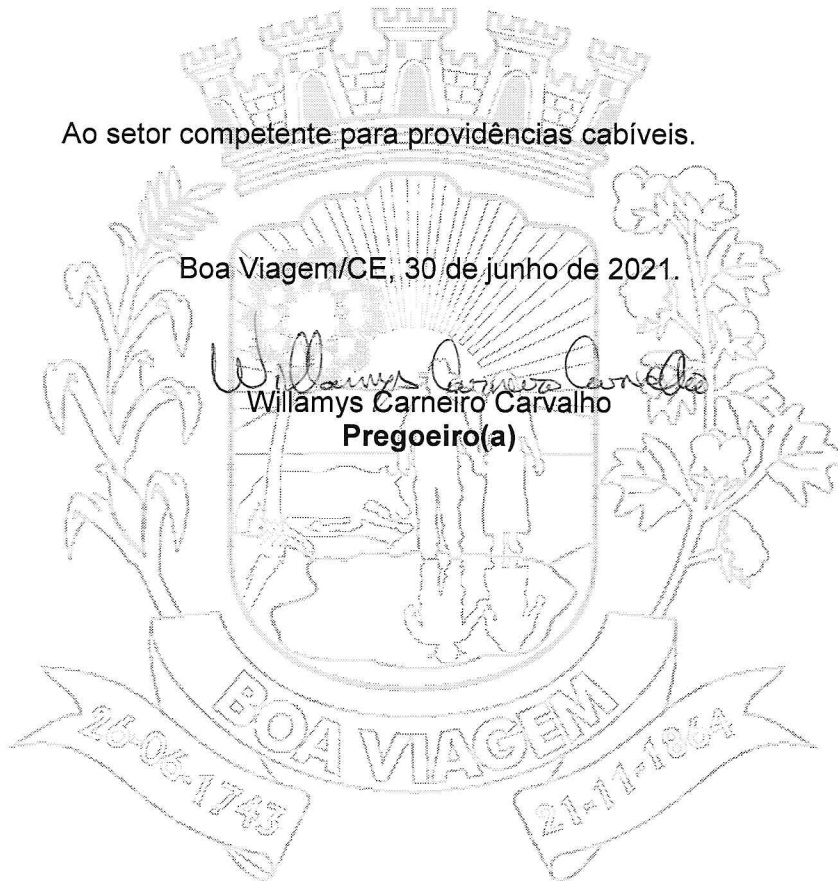 Ao setor competente para providências cabíveis.
Boa Viagem/CE, 30 de junho de 2021.
Willamys Carneiro Carvalho
Willamys Carneiro Carvalho
Pregoeiro(a)
BOA VIAGEM
26-06-1743
21-11-1864